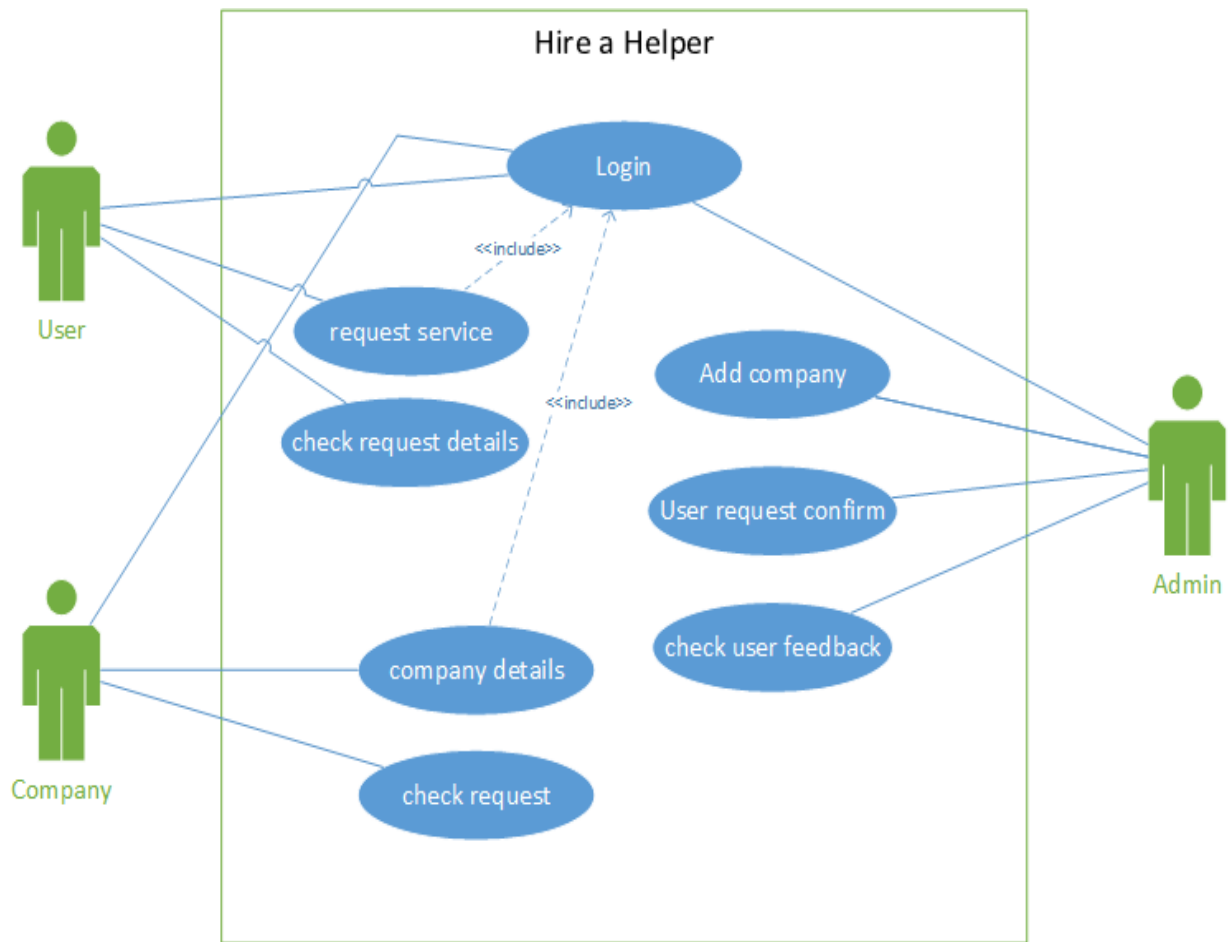 Hire a Helper
Login
<<include>>
User
request service
Add company
<<include>>
check request details
User request confirm
Admin
check user feedback
company details
Company
check request